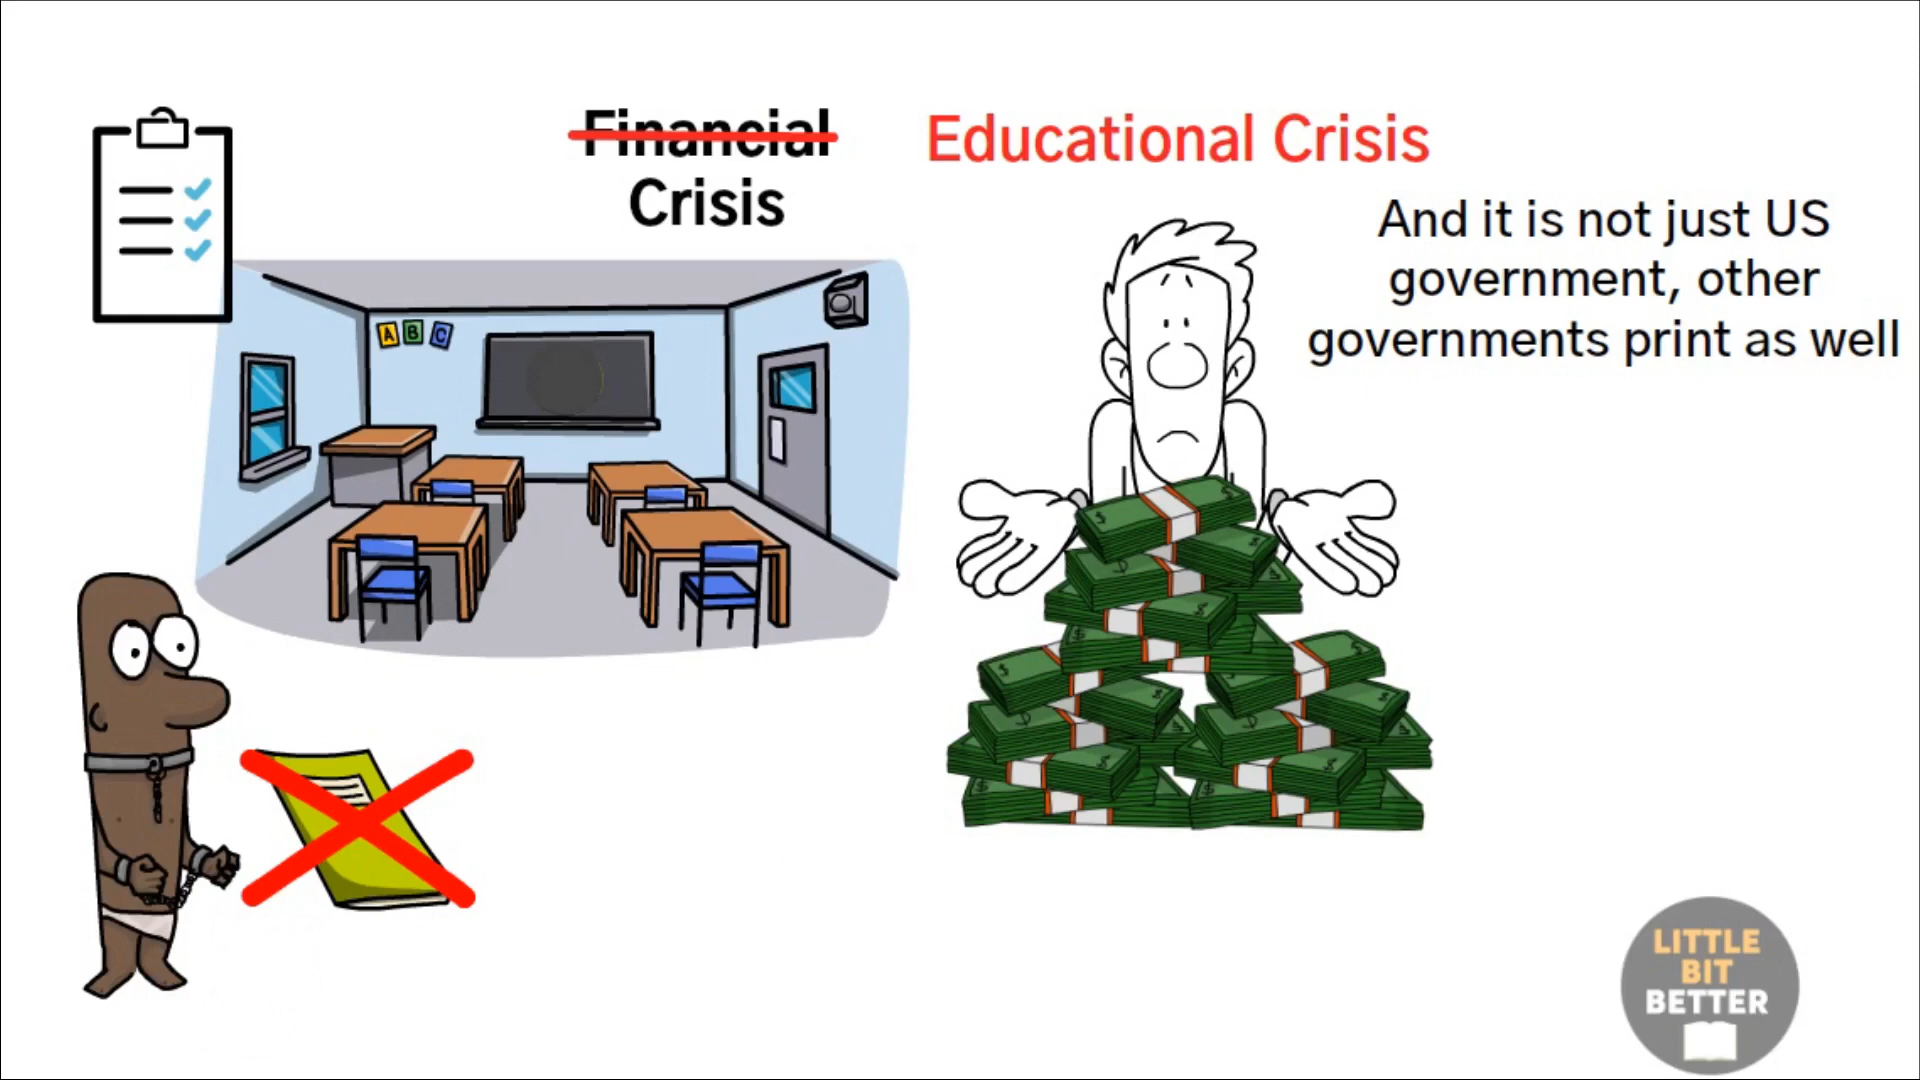 Financial
Crisis
Educational Crisis
And it is not just US
government, other
governments print as well
A B C
LITTLE
BIT
BETTER